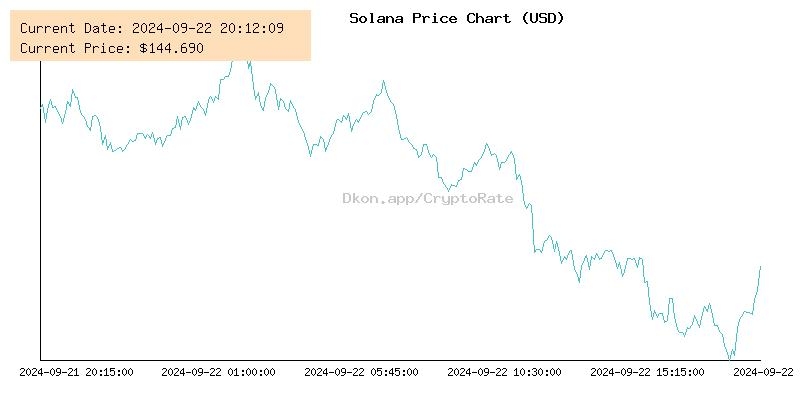 Solana Price Chart (USD)
Current Date: 2024-09-22 20:12:09
Current Price: $144.690
Dkon.app/CryptoRate
2024-09-21 20:15:00 2024-09-22 01:00:00 2024-09-22 05:45:00 2024-09-22 10:30:00 2024-09-22 15:15:00 2024-09-22